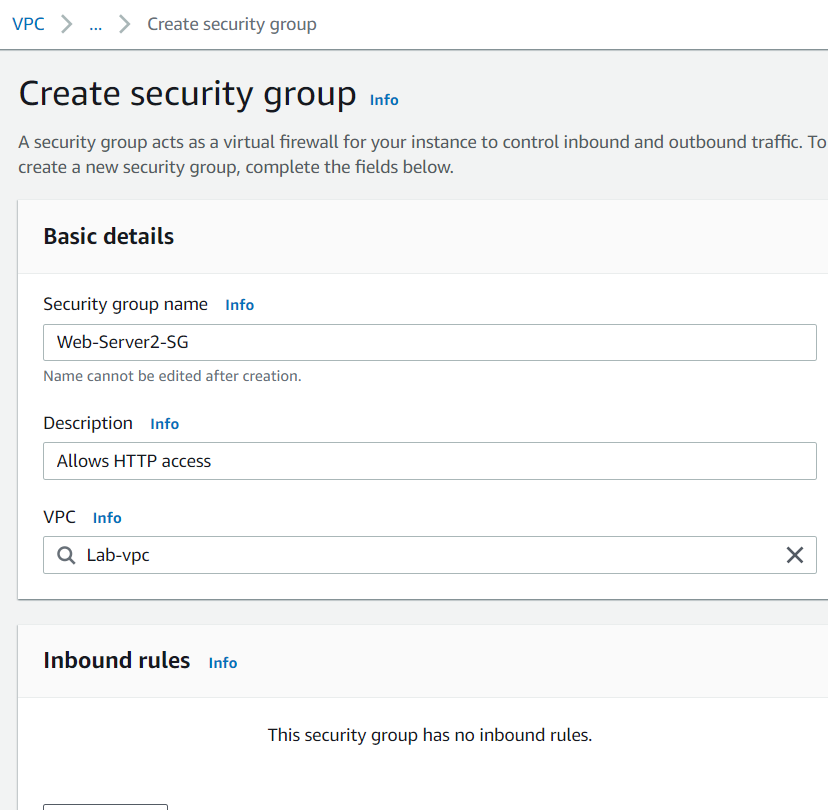 VPC > ... > Create security group
Create security group Info
A security group acts as a virtual firewall for your instance to control inbound and outbound traffic. To
create a new security group, complete the fields below.
Basic details
Security group name Info
Web-Server2-SG
Name cannot be edited after creation.
Description Info
Allows HTTP access
VPC Info
Lab-vpc
Inbound rules Info
This security group has no inbound rules.